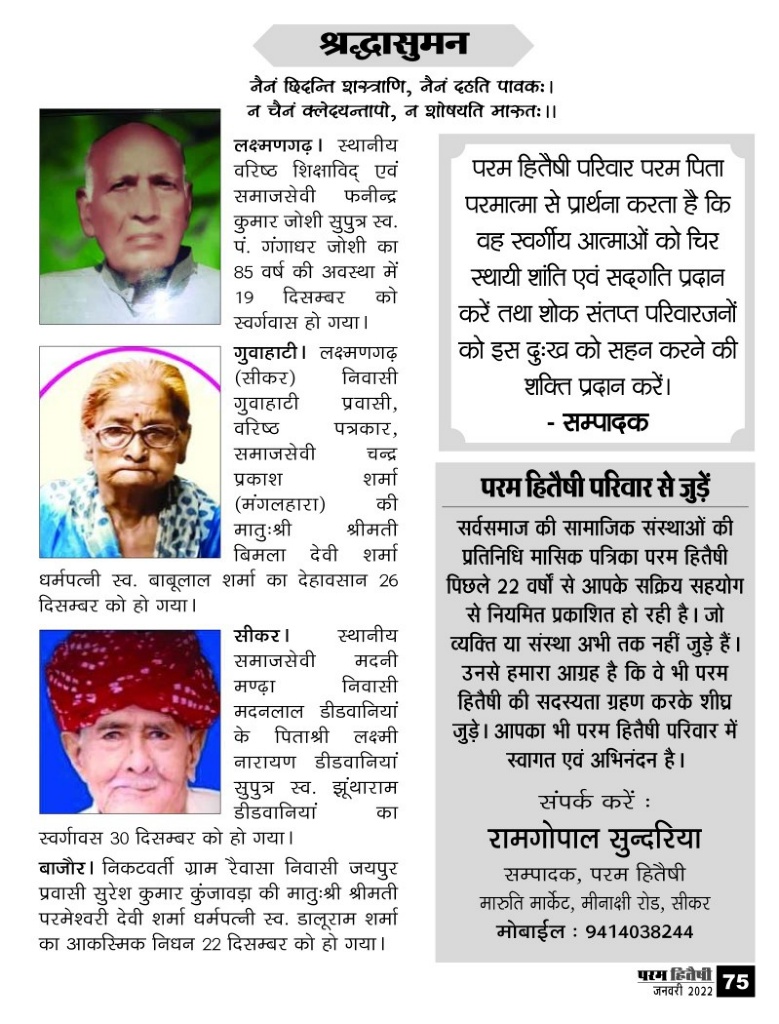 श्रद्धासुमन
नैनं छिदन्ति शस्त्राणि, नैनं दहति पावकः।
न चैनं क्लेदयन्तापो, न शोषयति मारुतः।।
लक्ष्मणगढ़। स्थानीय
वरिष्ठ शिक्षाविद् एवं
समाजसेवी फनीन्द्र
कुमार जोशी सुपुत्र स्व.
पं. गंगाधर जोशी का
85 वर्ष की अवस्था में
19 दिसम्बर को
स्वर्गवास हो गया।
गुवाहाटी। लक्ष्मणगढ़
(सीकर) निवासी
गुवाहाटी प्रवासी,
वरिष्ठ पत्रकार,
समाजसेवी चन्द्र
प्रकाश शर्मा
(मंगलहारा) की
मातुःश्री श्रीमती
बिमला देवी शर्मा
धर्मपत्नी स्व. बाबूलाल शर्मा का देहावसान 26
दिसम्बर को हो गया।
सीकर। स्थानीय
समाजसेवी मदनी
मण्ढ़ा निवासी
मदनलाल डीडवानियां
के पिताश्री लक्ष्मी
नारायण डीडवानियां
सुपुत्र स्व. झूंथाराम
डीडवानियां का
स्वर्गावस 30 दिसम्बर को हो गया।
बाजौर। निकटवर्ती ग्राम रैवासा निवासी जयपुर
प्रवासी सुरेश कुमार कुंजावड़ा की मातुःश्री श्रीमती
परमेश्वरी देवी शर्मा धर्मपत्नी स्व. डालूराम शर्मा
का आकस्मिक निधन 22 दिसम्बर को हो गया।
परम हितैषी परिवार परम पिता
परमात्मा से प्रार्थना करता है कि
वह स्वर्गीय आत्माओं को चिर
स्थायी शांति एवं सद्गति प्रदान
करें तथा शोक संतप्त परिवारजनों
को इस दुःख को सहन करने की
शक्ति प्रदान करें।
- सम्पादक
परम हितैषी परिवार से जुड़ें
सर्वसमाज की सामाजिक संस्थाओं की
प्रतिनिधि मासिक पत्रिका परम हितैषी
पिछले 22 वर्षों से आपके सक्रिय सहयोग
से नियमित प्रकाशित हो रही है। जो
व्यक्ति या संस्था अभी तक नहीं जुड़े हैं।
उनसे हमारा आग्रह है कि वे भी परम
हितैषी की सदस्यता ग्रहण करके शीघ्र
जुड़े। आपका भी परम हितैषी परिवार में
स्वागत एवं अभिनंदन है।
संपर्क करें :
रामगोपाल सुन्दरिया
सम्पादक, परम हितैषी
मारुति मार्केट, मीनाक्षी रोड, सीकर
मोबाईल : 9414038244
परम हितैषी
जनवरी 2022 75